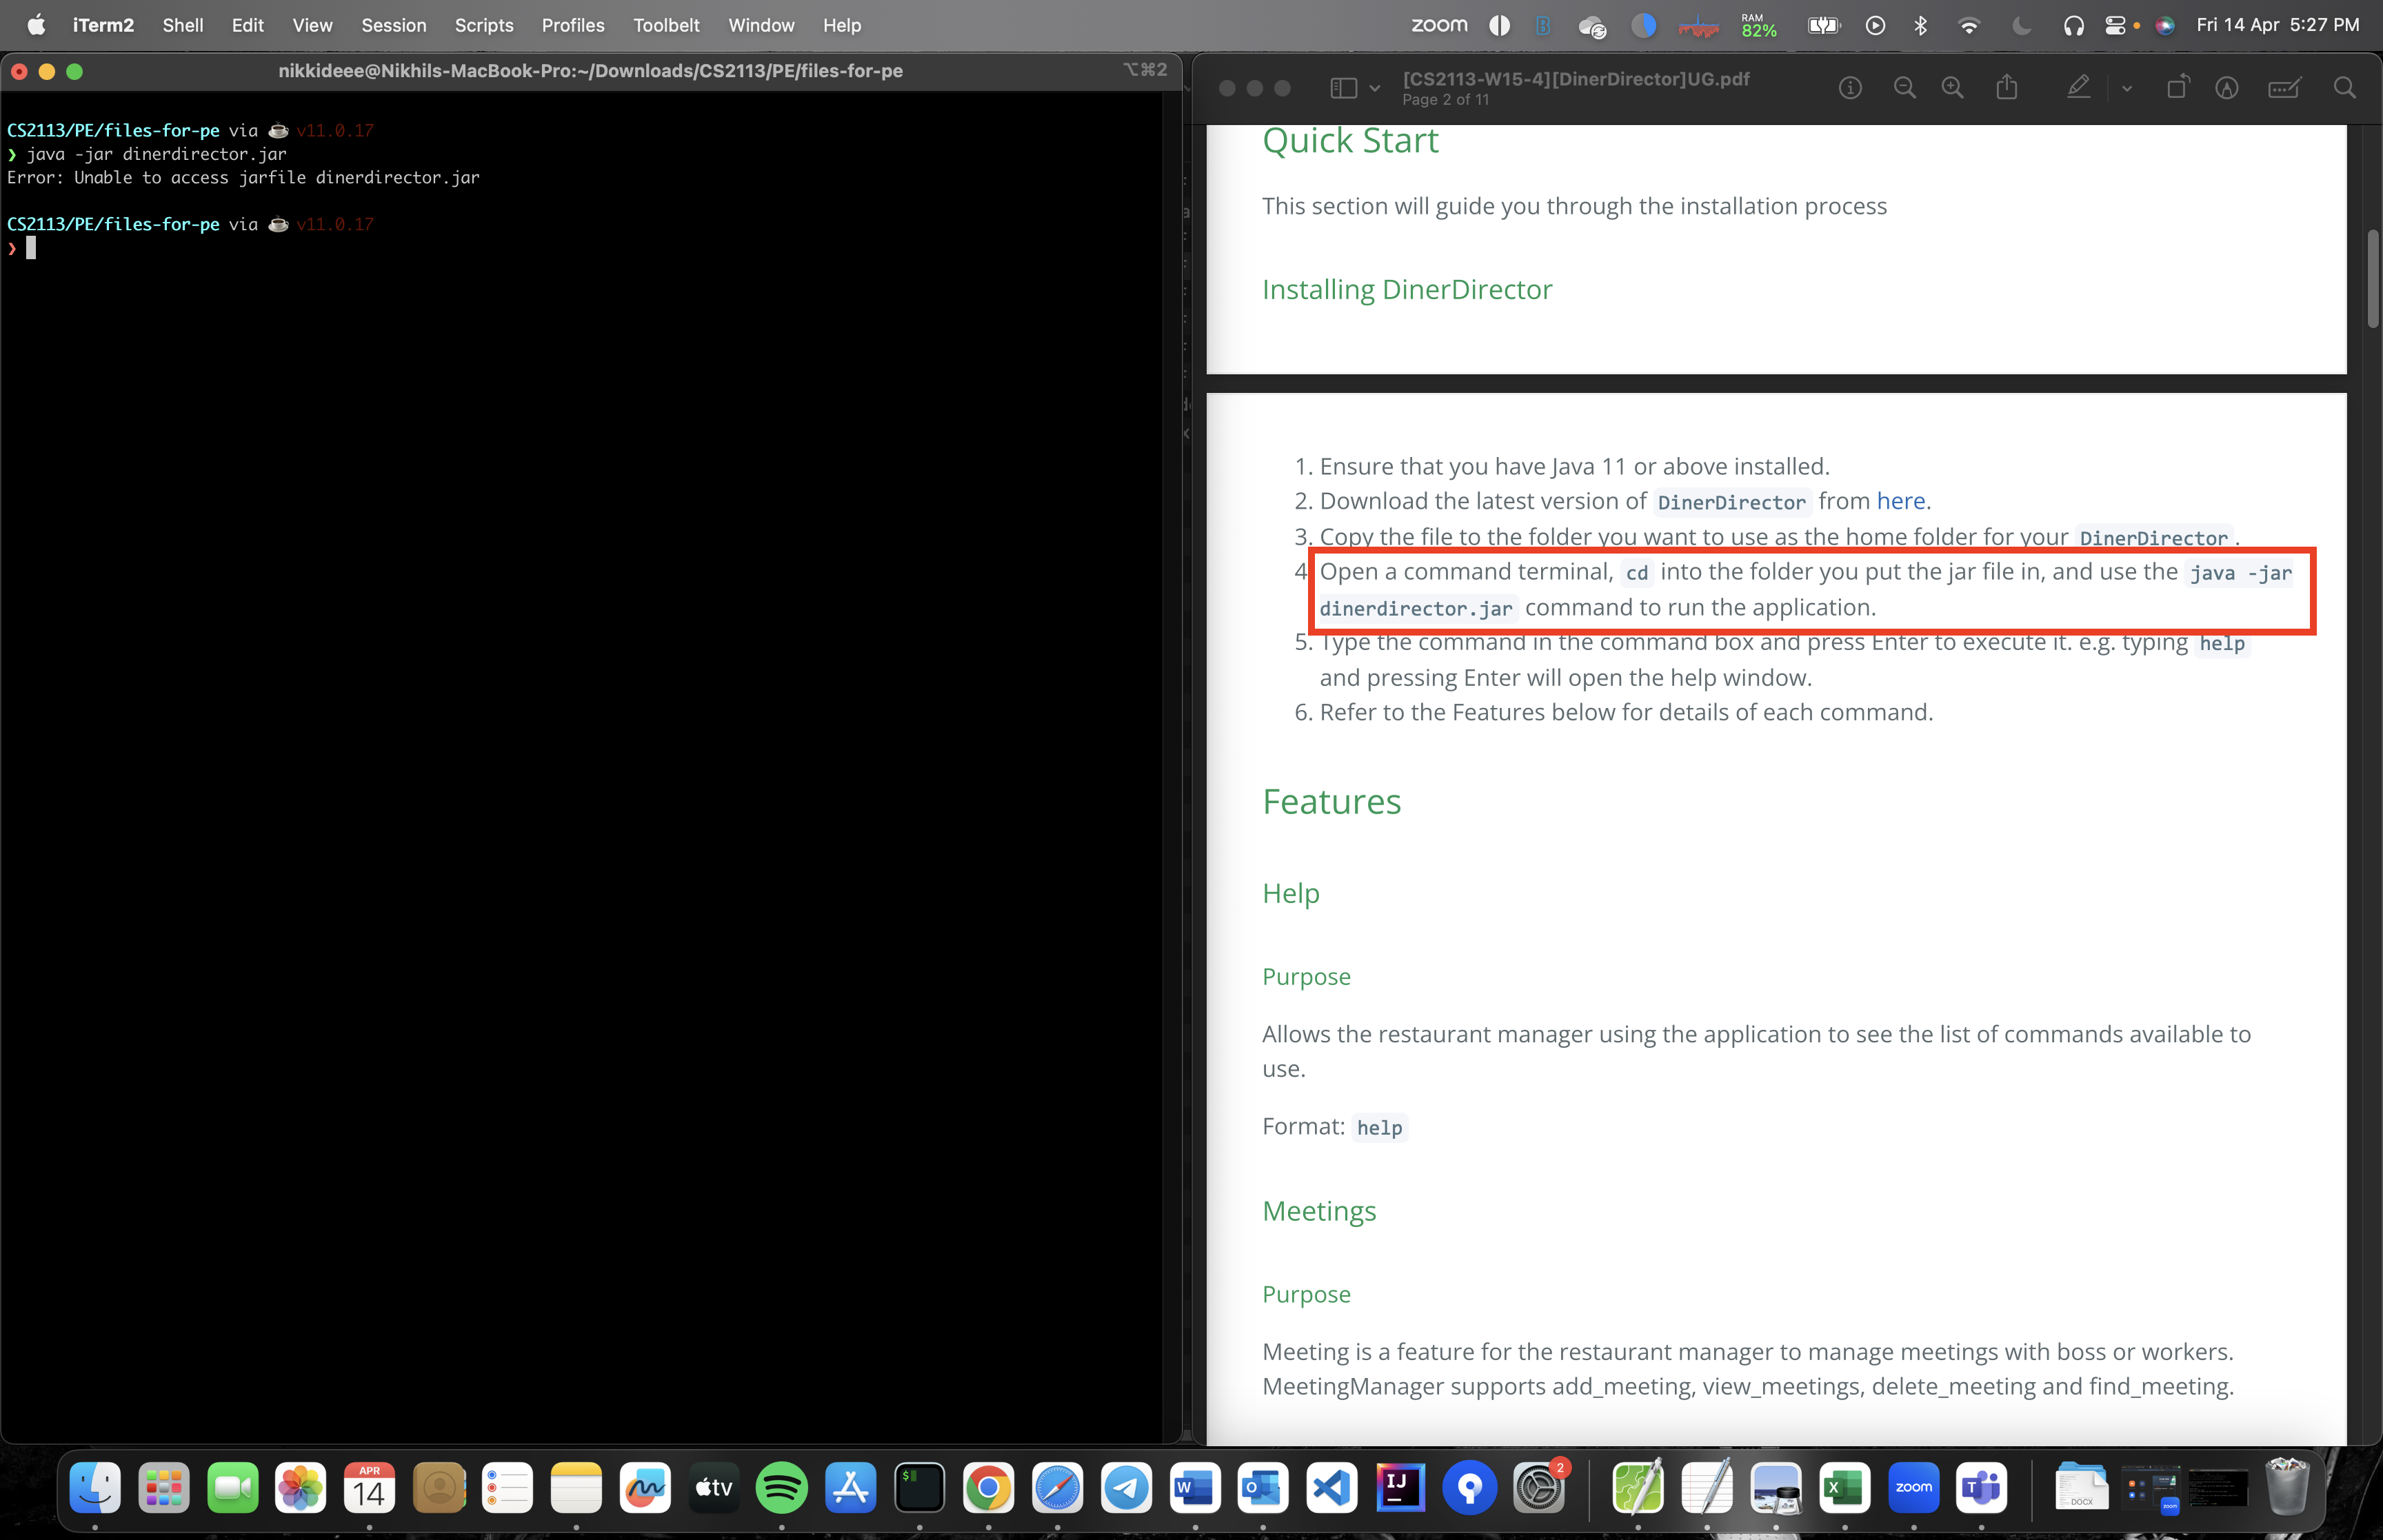 iTerm2 Shell Edit View Session Scripts Profiles Toolbelt Window Help zoom RAM 82% Fri 14 Apr 5:27 PM
nikkideee@Nikhils-MacBook-Pro:~/Downloads/CS2113/PE/files-for-pe ⌥⌘2
CS2113/PE/files-for-pe via ☕ v11.0.17
❯ java -jar dinerdirector.jar
Error: Unable to access jarfile dinerdirector.jar
CS2113/PE/files-for-pe via ☕ v11.0.17
❯
[CS2113-W15-4][DinerDirector]UG.pdf
Page 2 of 11
Quick Start
This section will guide you through the installation process
Installing DinerDirector
1. Ensure that you have Java 11 or above installed.
2. Download the latest version of DinerDirector from here.
3. Copy the file to the folder you want to use as the home folder for your DinerDirector.
4 Open a command terminal, cd into the folder you put the jar file in, and use the java -jar
dinerdirector.jar command to run the application.
5. Type the command in the command box and press Enter to execute it. e.g. typing help
and pressing Enter will open the help window.
6. Refer to the Features below for details of each command.
Features
Help
Purpose
Allows the restaurant manager using the application to see the list of commands available to
use.
Format: help
Meetings
Purpose
Meeting is a feature for the restaurant manager to manage meetings with boss or workers.
MeetingManager supports add_meeting, view_meetings, delete_meeting and find_meeting.
APR
14
tv
$
W
O
IJ
2
X
zoom
T
DOCX